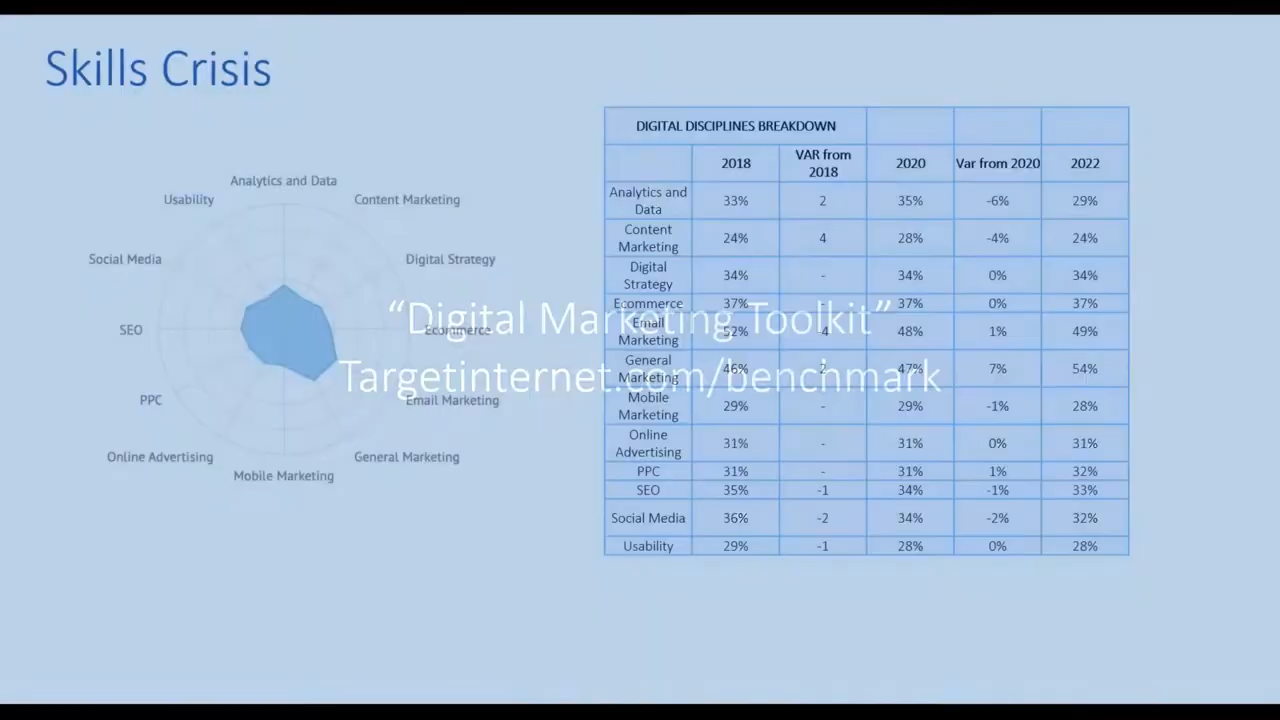 Skills Crisis
Analytics and Data
Usability
Content Marketing
Social Media
Digital Strategy
SEO
Ecommerce
PPC
Email Marketing
Online Advertising
General Marketing
Mobile Marketing
DIGITAL DISCIPLINES BREAKDOWN
2018 VAR from 2018 2020 Var from 2020 2022
Analytics and Data 33% 2 35% -6% 29%
Content Marketing 24% 4 28% -4% 24%
Digital Strategy 34% - 34% 0% 34%
Ecommerce 37% - 37% 0% 37%
Email Marketing 52% -4 48% 1% 49%
General Marketing 46% 2 47% 7% 54%
Mobile Marketing 29% - 29% -1% 28%
Online Advertising 31% - 31% 0% 31%
PPC 31% - 31% 1% 32%
SEO 35% -1 34% -1% 33%
Social Media 36% -2 34% -2% 32%
Usability 29% -1 28% 0% 28%
“Digital Marketing Toolkit”
Targetinternet.com/benchmark